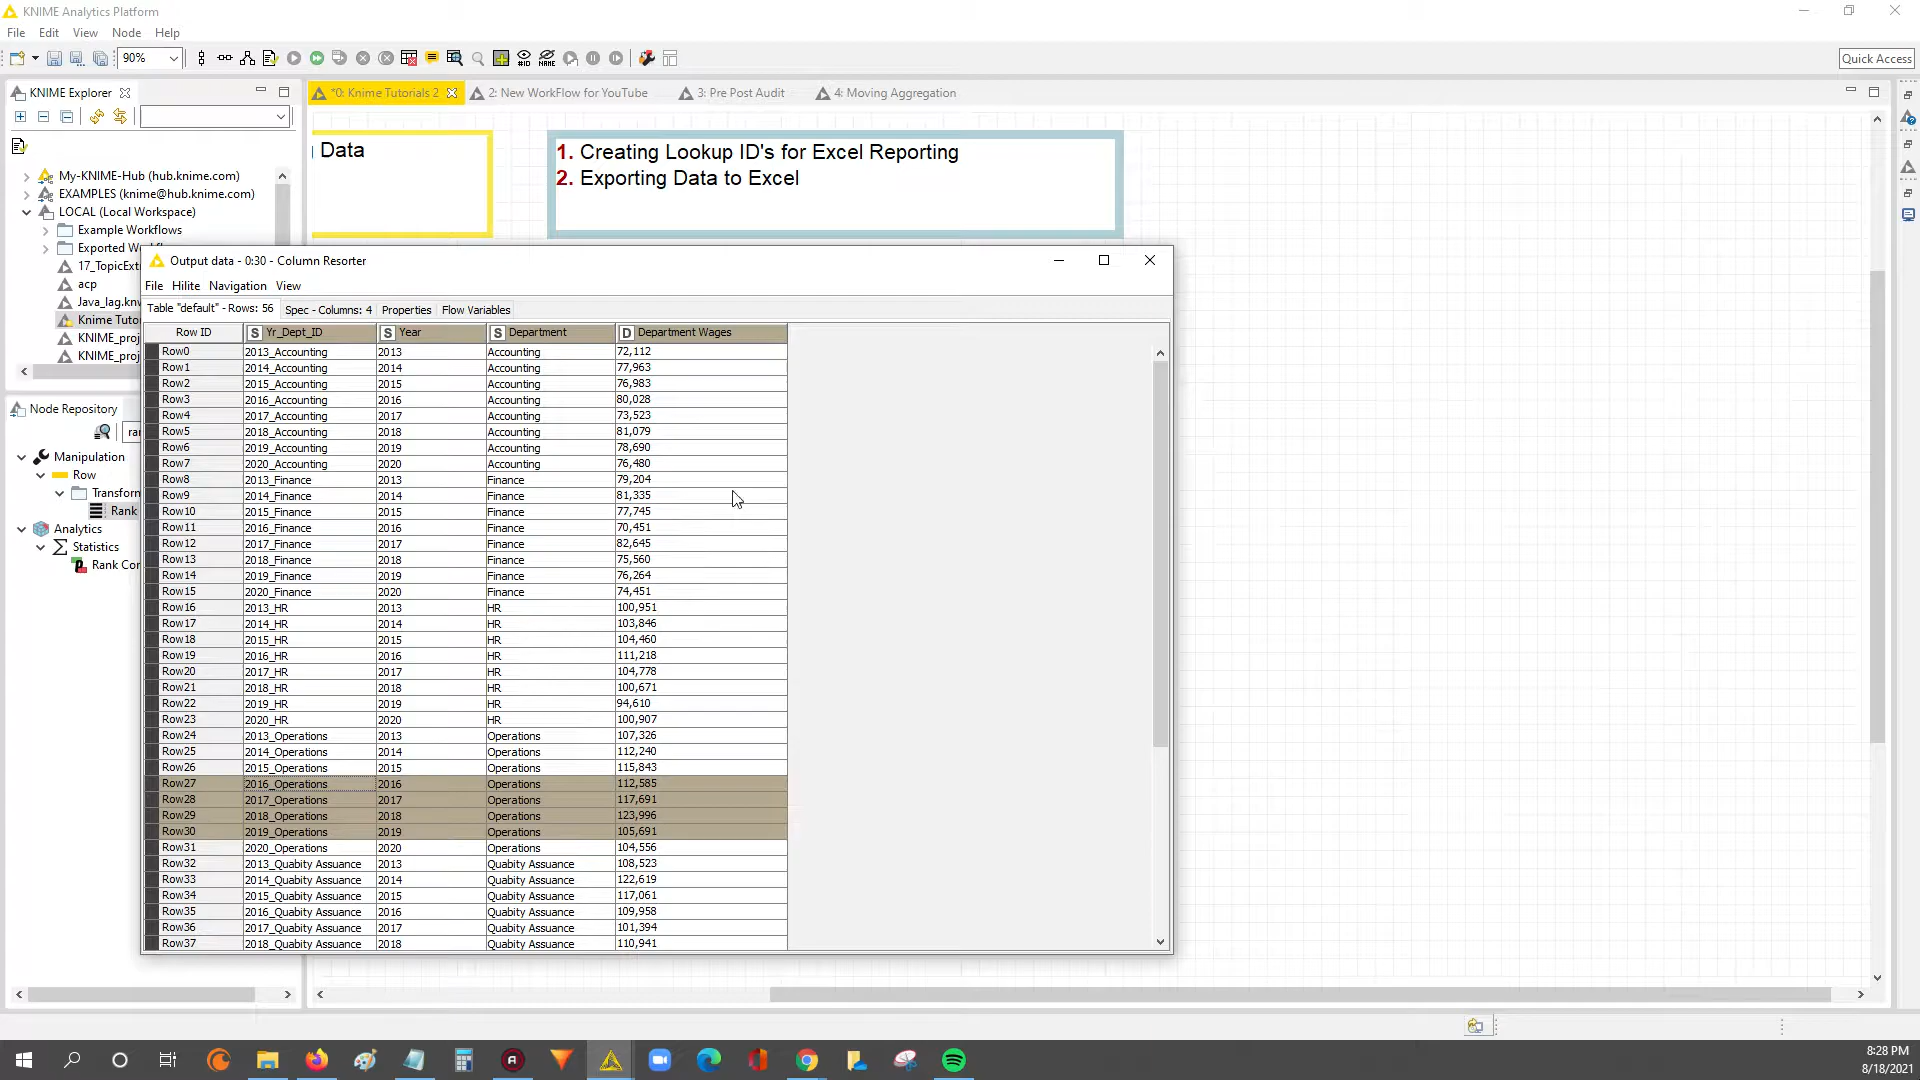 KNIME Analytics Platform
File Edit View Node Help
90%
Quick Access
KNIME Explorer
*0: Knime Tutorials 2
2: New WorkFlow for YouTube
3: Pre Post Audit
4: Moving Aggregation
My-KNIME-Hub (hub.knime.com)
EXAMPLES (knime@hub.knime.com)
LOCAL (Local Workspace)
Example Workflows
Exported
17_TopicExt
acp
Java_lag.knw
Knime Tuto
KNIME_proj
KNIME_proj
Data
1. Creating Lookup ID's for Excel Reporting
2. Exporting Data to Excel
Node Repository
Manipulation
Row
Transform
Rank
Analytics
Statistics
Rank Cor
Output data - 0:30 - Column Resorter
File Hilite Navigation View
Table "default" - Rows: 56 Spec - Columns: 4 Properties Flow Variables
Row ID S Yr_Dept_ID S Year S Department D Department Wages
Row0 2013_Accounting 2013 Accounting 72,112
Row1 2014_Accounting 2014 Accounting 77,963
Row2 2015_Accounting 2015 Accounting 76,983
Row3 2016_Accounting 2016 Accounting 80,028
Row4 2017_Accounting 2017 Accounting 73,523
Row5 2018_Accounting 2018 Accounting 81,079
Row6 2019_Accounting 2019 Accounting 78,690
Row7 2020_Accounting 2020 Accounting 76,480
Row8 2013_Finance 2013 Finance 79,204
Row9 2014_Finance 2014 Finance 81,335
Row10 2015_Finance 2015 Finance 77,745
Row11 2016_Finance 2016 Finance 70,451
Row12 2017_Finance 2017 Finance 82,645
Row13 2018_Finance 2018 Finance 75,560
Row14 2019_Finance 2019 Finance 76,264
Row15 2020_Finance 2020 Finance 74,451
Row16 2013_HR 2013 HR 100,951
Row17 2014_HR 2014 HR 103,846
Row18 2015_HR 2015 HR 104,460
Row19 2016_HR 2016 HR 111,218
Row20 2017_HR 2017 HR 104,778
Row21 2018_HR 2018 HR 100,671
Row22 2019_HR 2019 HR 94,610
Row23 2020_HR 2020 HR 100,907
Row24 2013_Operations 2013 Operations 107,326
Row25 2014_Operations 2014 Operations 112,240
Row26 2015_Operations 2015 Operations 115,843
Row27 2016_Operations 2016 Operations 112,585
Row28 2017_Operations 2017 Operations 117,691
Row29 2018_Operations 2018 Operations 123,996
Row30 2019_Operations 2019 Operations 105,691
Row31 2020_Operations 2020 Operations 104,556
Row32 2013_Quabity Assuance 2013 Quabity Assuance 108,523
Row33 2014_Quabity Assuance 2014 Quabity Assuance 122,619
Row34 2015_Quabity Assuance 2015 Quabity Assuance 117,061
Row35 2016_Quabity Assuance 2016 Quabity Assuance 109,958
Row36 2017_Quabity Assuance 2017 Quabity Assuance 101,394
Row37 2018_Quabity Assuance 2018 Quabity Assuance 110,941
8:28 PM
8/18/2021